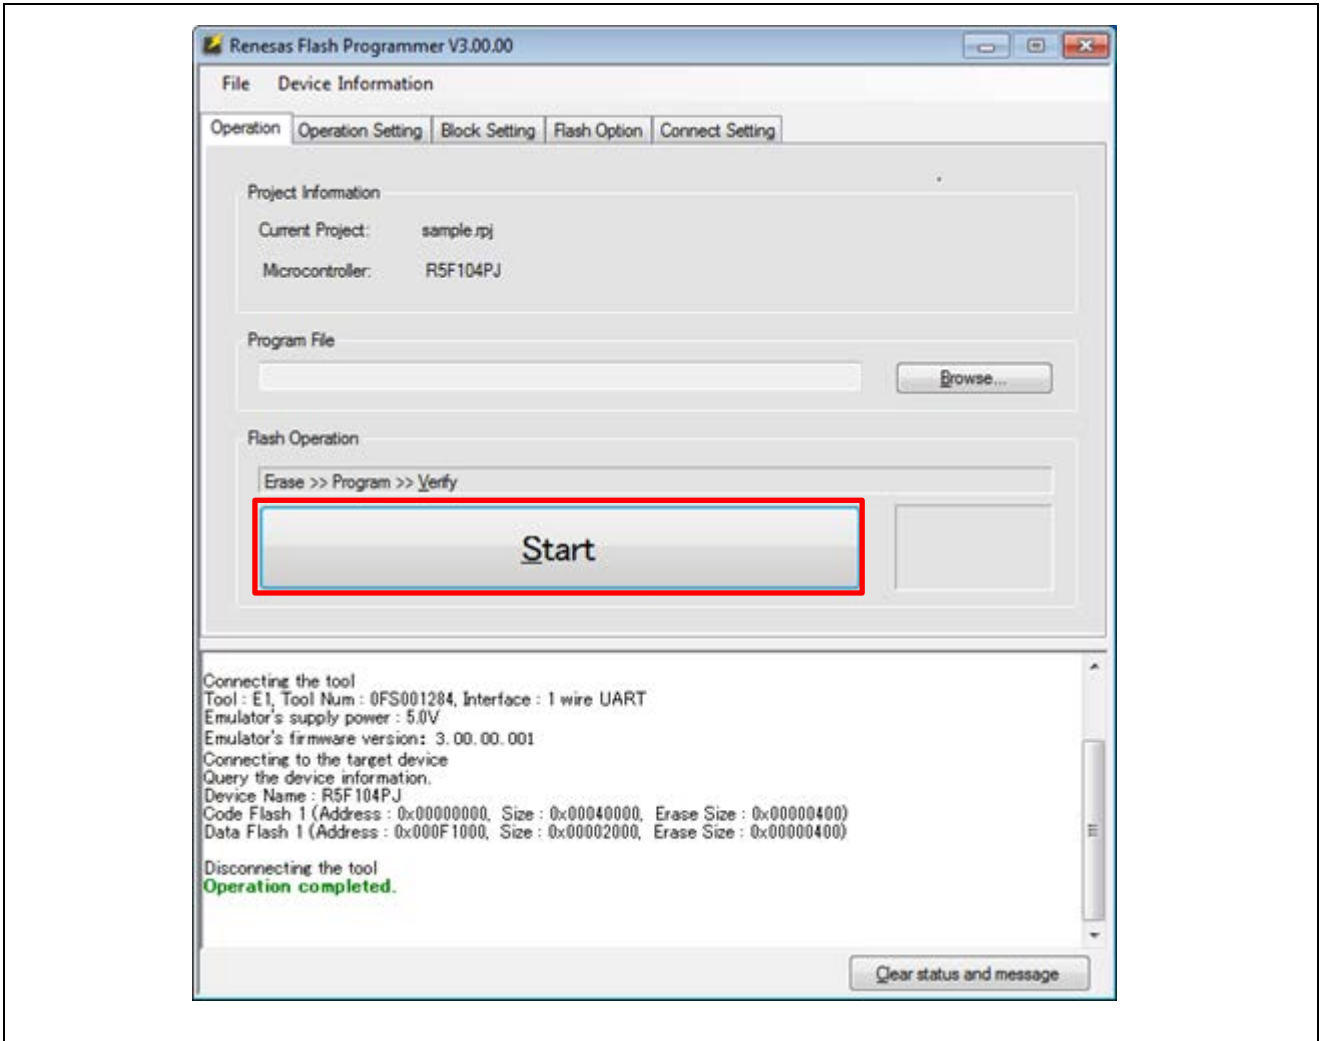 Renesas Flash Programmer V3.00.00
File Device Information
Operation Operation Setting Block Setting Flash Option Connect Setting
Project Information
Current Project: sample.rpj
Microcontroller: R5F104PJ
Program File
Browse...
Flash Operation
Erase >> Program >> Verify
Start
Connecting the tool
Tool : E1, Tool Num : 0FS001284, Interface : 1 wire UART
Emulator's supply power : 5.0V
Emulator's firmware version: 3.00.00.001
Connecting to the target device
Query the device information.
Device Name : R5F104PJ
Code Flash 1 (Address : 0x00000000, Size : 0x00040000, Erase Size : 0x00000400)
Data Flash 1 (Address : 0x000F1000, Size : 0x00002000, Erase Size : 0x00000400)
Disconnecting the tool
Operation completed.
Clear status and message